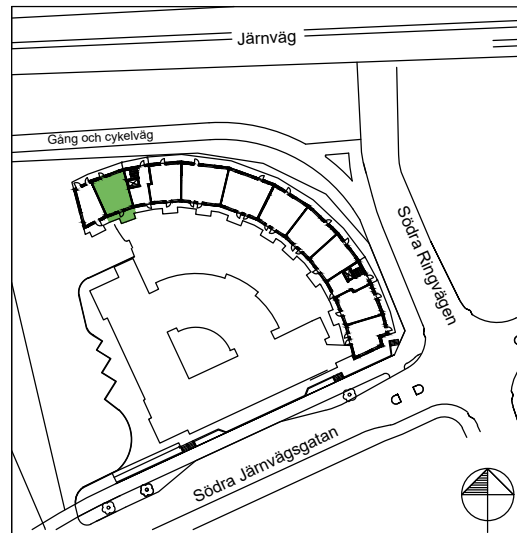 Järnväg
Gång och cykelväg
Södra Ringvägen
Södra Järnvägsgatan